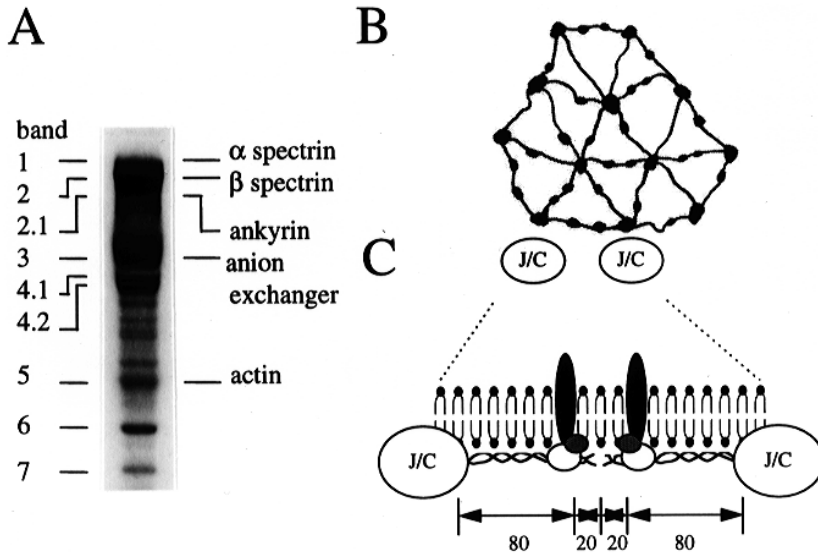 A
band
1
2
2.1
3
4.1
4.2
5
6
7
α spectrin
β spectrin
ankyrin
anion
exchanger
actin
B
C
J/C J/C
J/C J/C
80 20 20 80